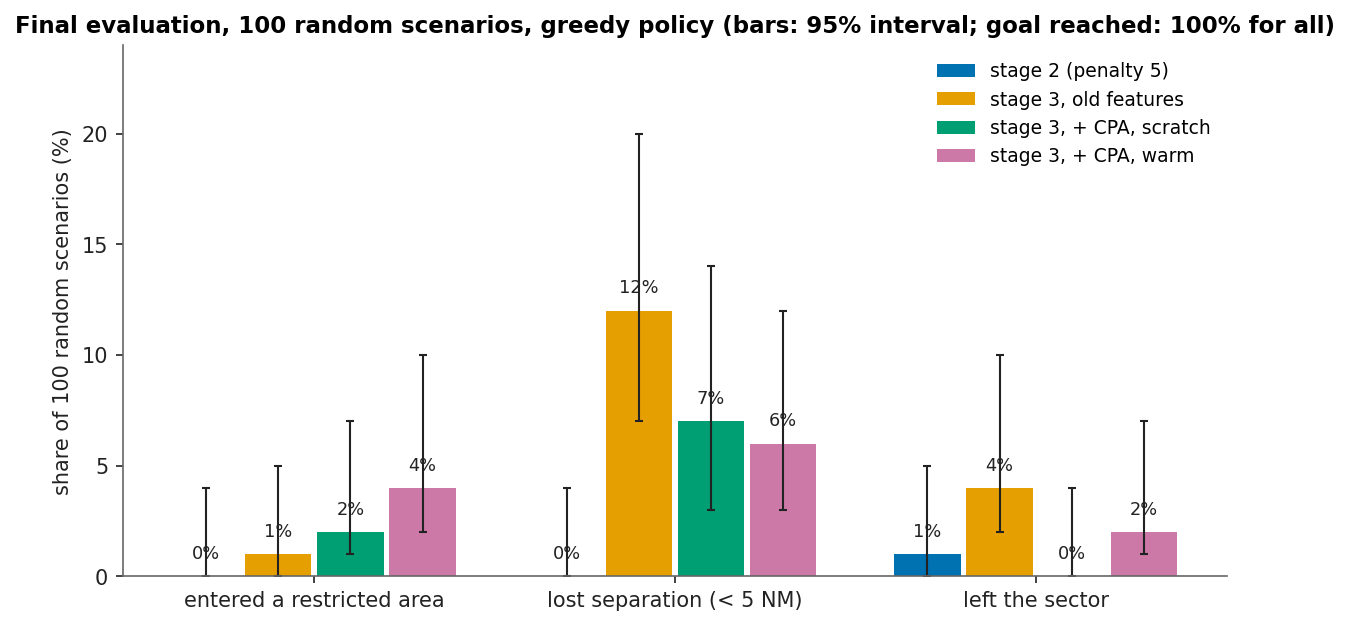 Final evaluation, 100 random scenarios, greedy policy (bars: 95% interval; goal reached: 100% for all)
stage 2 (penalty 5)
stage 3, old features
stage 3, + CPA, scratch
stage 3, + CPA, warm
share of 100 random scenarios (%)
20
15
10
5
0
0%
1%
2%
4%
0%
12%
7%
6%
1%
4%
0%
2%
entered a restricted area
lost separation (< 5 NM)
left the sector